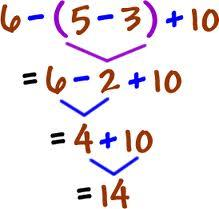 6 - (5 - 3) + 10
= 6 - 2 + 10
= 4 + 10
= 14